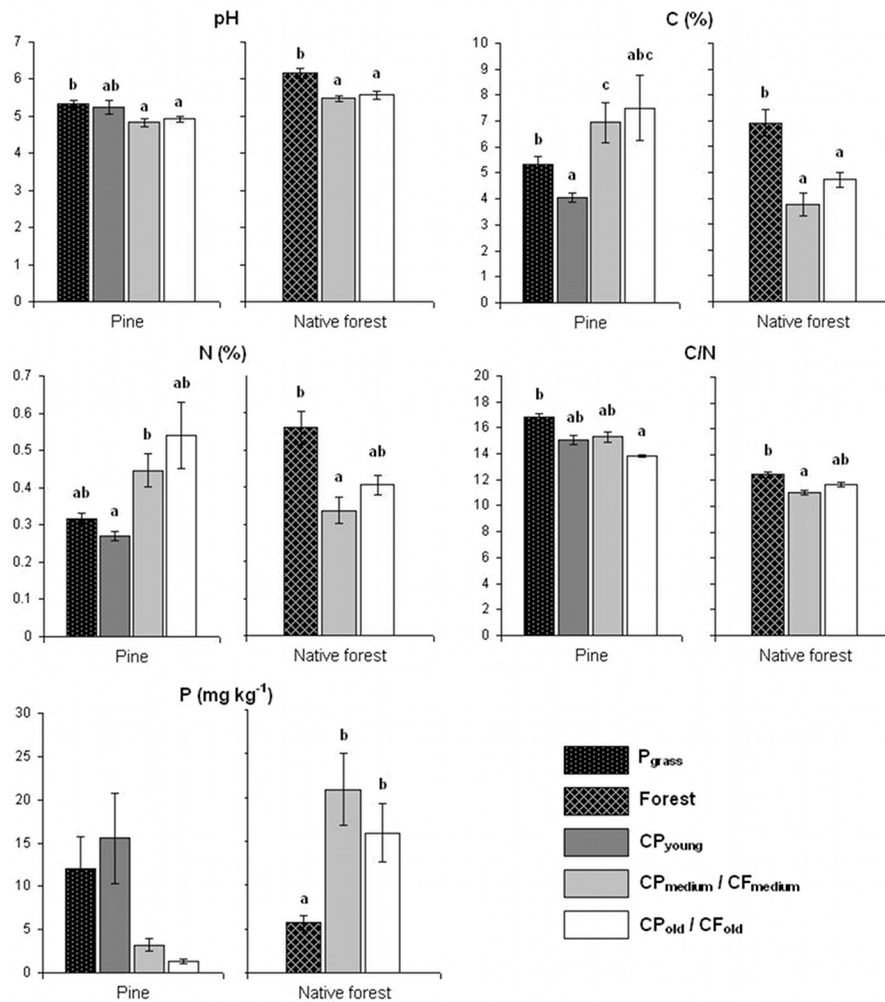 pH
7
6
5
4
3
2
1
0
b
ab
a
a
Pine
b
a
a
Native forest
C (%)
10
9
8
7
6
5
4
3
2
1
0
b
a
c
abc
Pine
b
a
a
Native forest
N (%)
0.7
0.6
0.5
0.4
0.3
0.2
0.1
0
ab
a
b
ab
Pine
b
a
ab
Native forest
C/N
20
18
16
14
12
10
8
6
4
2
0
b
ab
ab
a
Pine
b
a
ab
Native forest
P (mg kg⁻¹)
30
25
20
15
10
5
0
Pine
a
b
b
Native forest
Pgrass
Forest
CPyoung
CPmedium / CFmedium
CPold / CFold